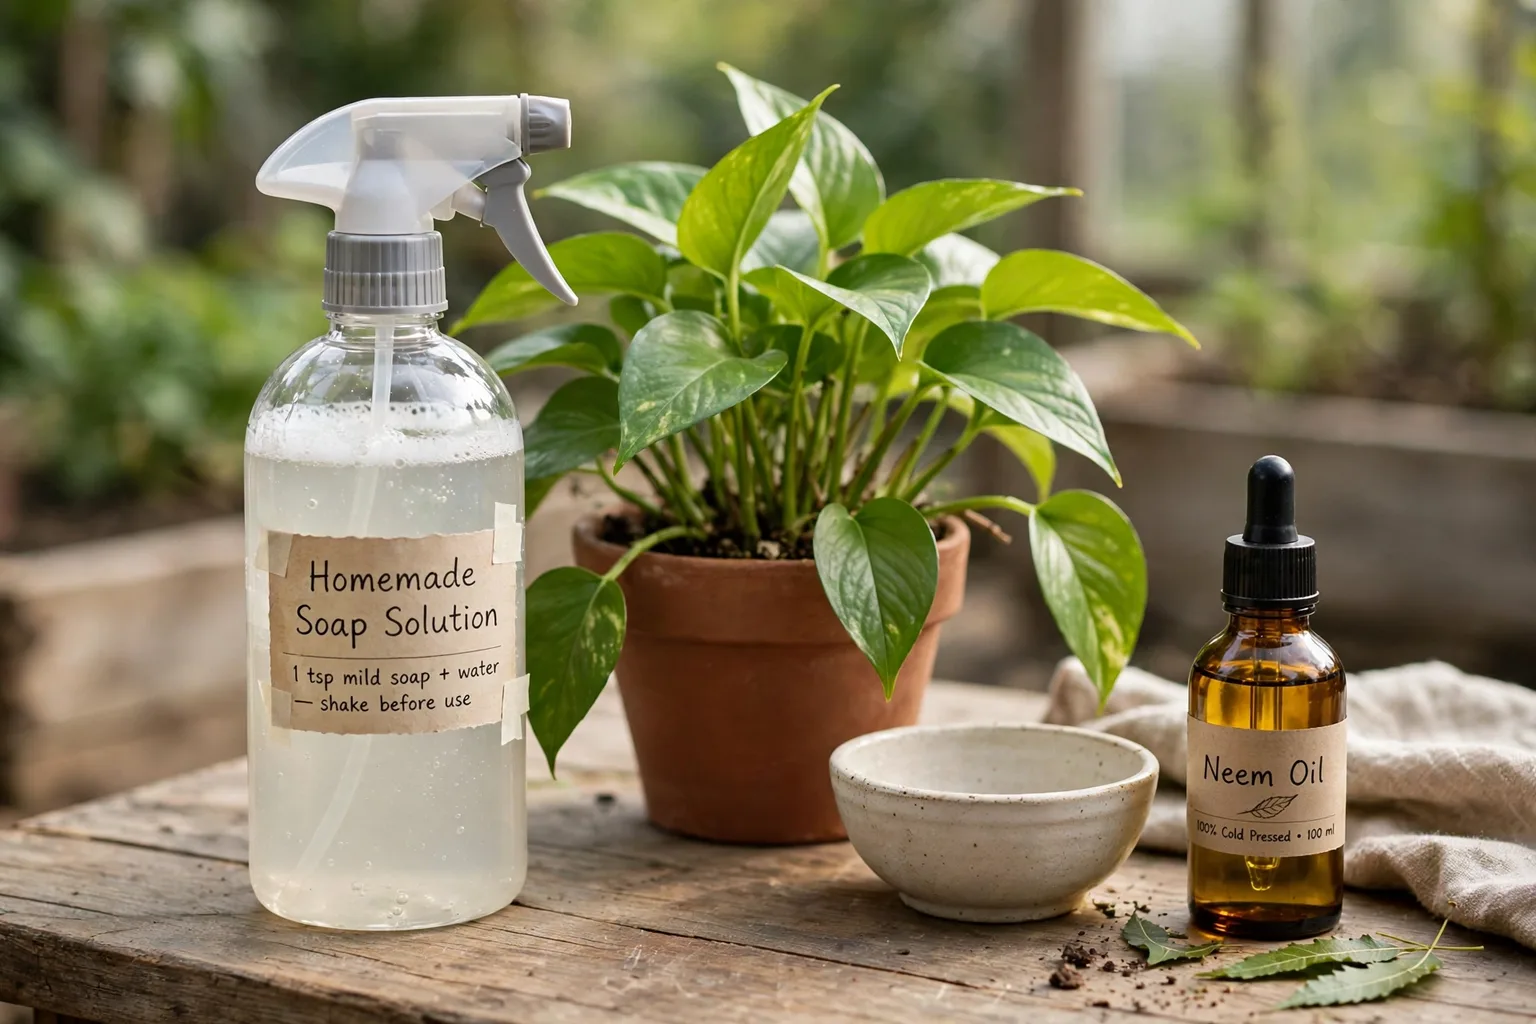 Homemade
Soap Solution
1 tsp mild soap + water
— shake before use
Neem Oil
100% Cold Pressed • 100 ml